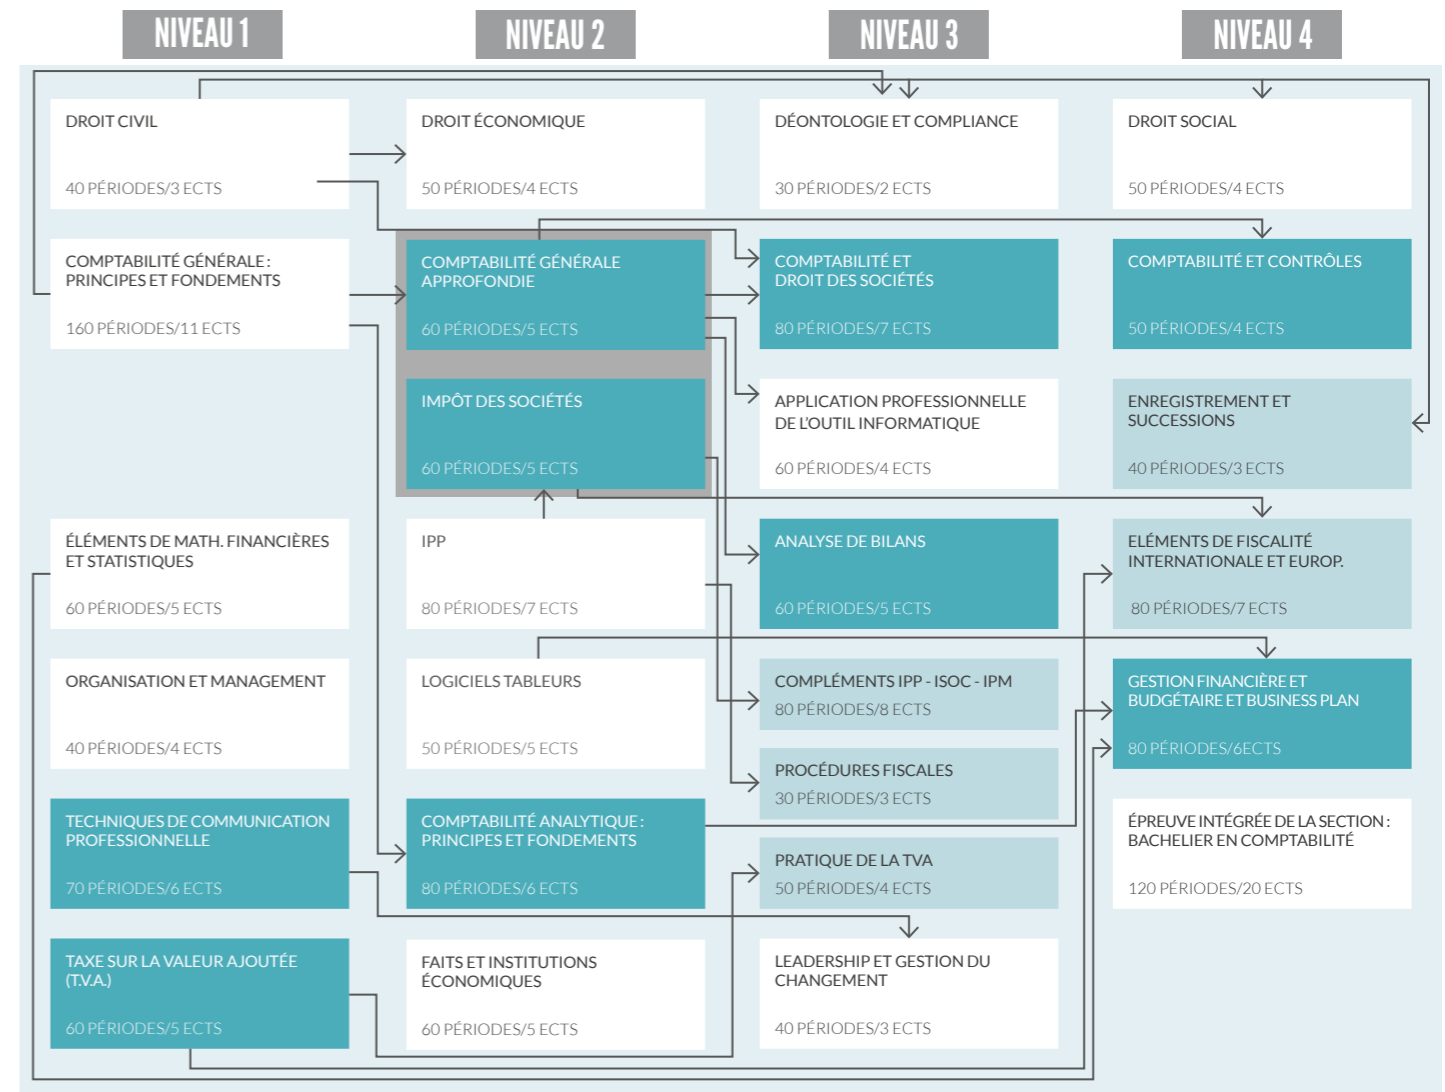 NIVEAU 1
NIVEAU 2
NIVEAU 3
NIVEAU 4
DROIT CIVIL
40 PÉRIODES/3 ECTS
DROIT ÉCONOMIQUE
50 PÉRIODES/4 ECTS
DÉONTOLOGIE ET COMPLIANCE
30 PÉRIODES/2 ECTS
DROIT SOCIAL
50 PÉRIODES/4 ECTS
COMPTABILITÉ GÉNÉRALE :
PRINCIPES ET FONDEMENTS
160 PÉRIODES/11 ECTS
COMPTABILITÉ GÉNÉRALE
APPROFONDIE
60 PÉRIODES/5 ECTS
COMPTABILITÉ ET
DROIT DES SOCIÉTÉS
80 PÉRIODES/7 ECTS
COMPTABILITÉ ET CONTRÔLES
50 PÉRIODES/4 ECTS
IMPÔT DES SOCIÉTÉS
60 PÉRIODES/5 ECTS
APPLICATION PROFESSIONNELLE
DE L'OUTIL INFORMATIQUE
60 PÉRIODES/4 ECTS
ENREGISTREMENT ET
SUCCESSIONS
40 PÉRIODES/3 ECTS
ÉLÉMENTS DE MATH. FINANCIÈRES
ET STATISTIQUES
60 PÉRIODES/5 ECTS
IPP
80 PÉRIODES/7 ECTS
ANALYSE DE BILANS
60 PÉRIODES/5 ECTS
ELÉMENTS DE FISCALITÉ
INTERNATIONALE ET EUROP.
80 PÉRIODES/7 ECTS
ORGANISATION ET MANAGEMENT
40 PÉRIODES/4 ECTS
LOGICIELS TABLEURS
50 PÉRIODES/5 ECTS
COMPLÉMENTS IPP - ISOC - IPM
80 PÉRIODES/8 ECTS
GESTION FINANCIÈRE ET
BUDGÉTAIRE ET BUSINESS PLAN
80 PÉRIODES/6ECTS
PROCÉDURES FISCALES
30 PÉRIODES/3 ECTS
TECHNIQUES DE COMMUNICATION
PROFESSIONNELLE
70 PÉRIODES/6 ECTS
COMPTABILITÉ ANALYTIQUE :
PRINCIPES ET FONDEMENTS
80 PÉRIODES/6 ECTS
PRATIQUE DE LA TVA
50 PÉRIODES/4 ECTS
ÉPREUVE INTÉGRÉE DE LA SECTION :
BACHELIER EN COMPTABILITÉ
120 PÉRIODES/20 ECTS
TAXE SUR LA VALEUR AJOUTÉE
(T.V.A.)
60 PÉRIODES/5 ECTS
FAITS ET INSTITUTIONS
ÉCONOMIQUES
60 PÉRIODES/5 ECTS
LEADERSHIP ET GESTION DU
CHANGEMENT
40 PÉRIODES/3 ECTS